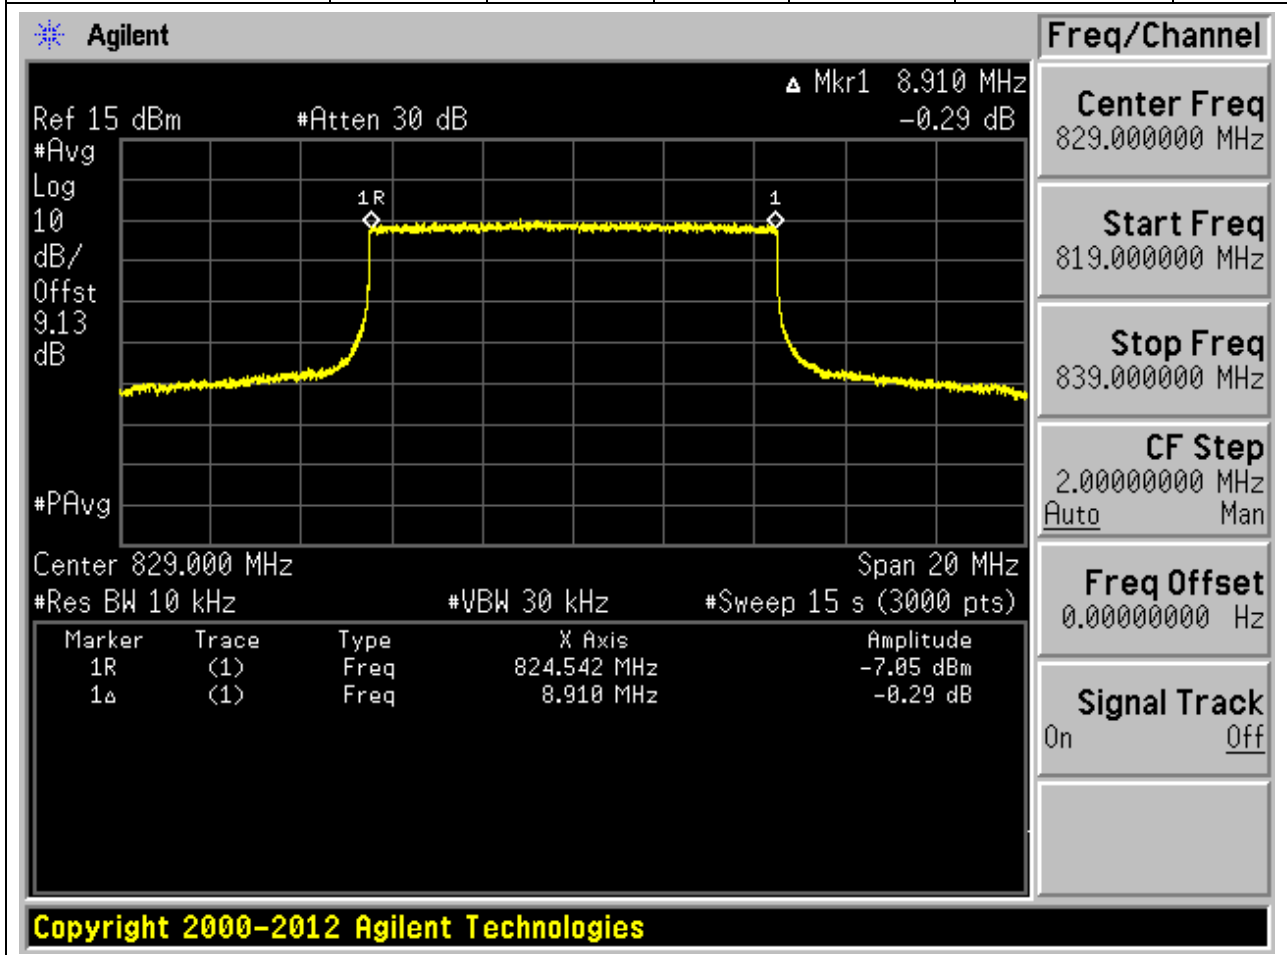 Agilent
Freq/Channel
Δ Mkr1 8.910 MHz
Ref 15 dBm #Atten 30 dB -0.29 dB
#Avg
Log
10
dB/
Offst
9.13
dB
#PAvg
1R
1
Center 829.000 MHz Span 20 MHz
#Res BW 10 kHz #VBW 30 kHz #Sweep 15 s (3000 pts)
Marker Trace Type X Axis Amplitude
1R (1) Freq 824.542 MHz -7.05 dBm
1Δ (1) Freq 8.910 MHz -0.29 dB
Center Freq
829.000000 MHz
Start Freq
819.000000 MHz
Stop Freq
839.000000 MHz
CF Step
2.00000000 MHz
Auto Man
Freq Offset
0.00000000 Hz
Signal Track
On Off
Copyright 2000-2012 Agilent Technologies